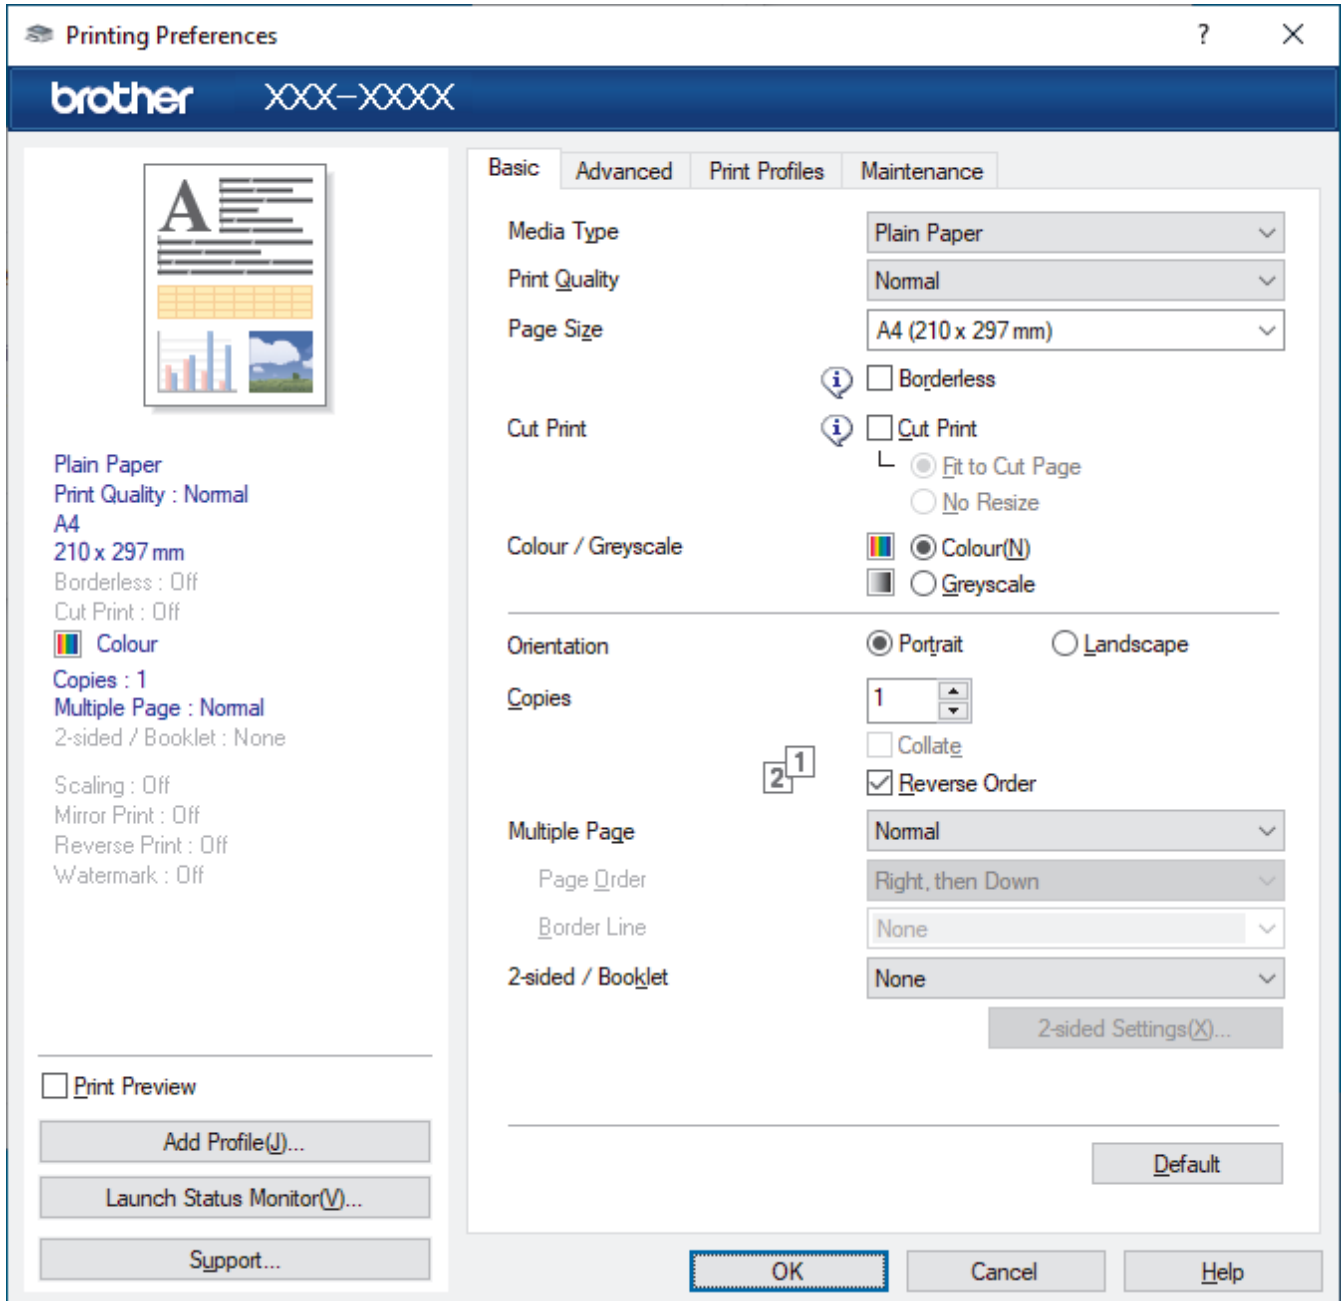 Printing Preferences
?
brother XXX-XXXX
A
Plain Paper
Print Quality : Normal
A4
210 x 297 mm
Borderless : Off
Cut Print : Off
Colour
Copies : 1
Multiple Page : Normal
2-sided / Booklet : None
Scaling : Off
Mirror Print : Off
Reverse Print : Off
Watermark : Off
Print Preview
Add Profile(J)...
Launch Status Monitor(V)...
Support...
Basic Advanced Print Profiles Maintenance
Media Type Plain Paper
Print Quality Normal
Page Size A4 (210 x 297 mm)
i Borderless
Cut Print i Cut Print
Fit to Cut Page
No Resize
Colour / Greyscale Colour(N)
Greyscale
Orientation Portrait Landscape
Copies 1
Collate
2 1 Reverse Order
Multiple Page Normal
Page Order Right, then Down
Border Line None
2-sided / Booklet None
2-sided Settings(X)...
Default
OK Cancel Help